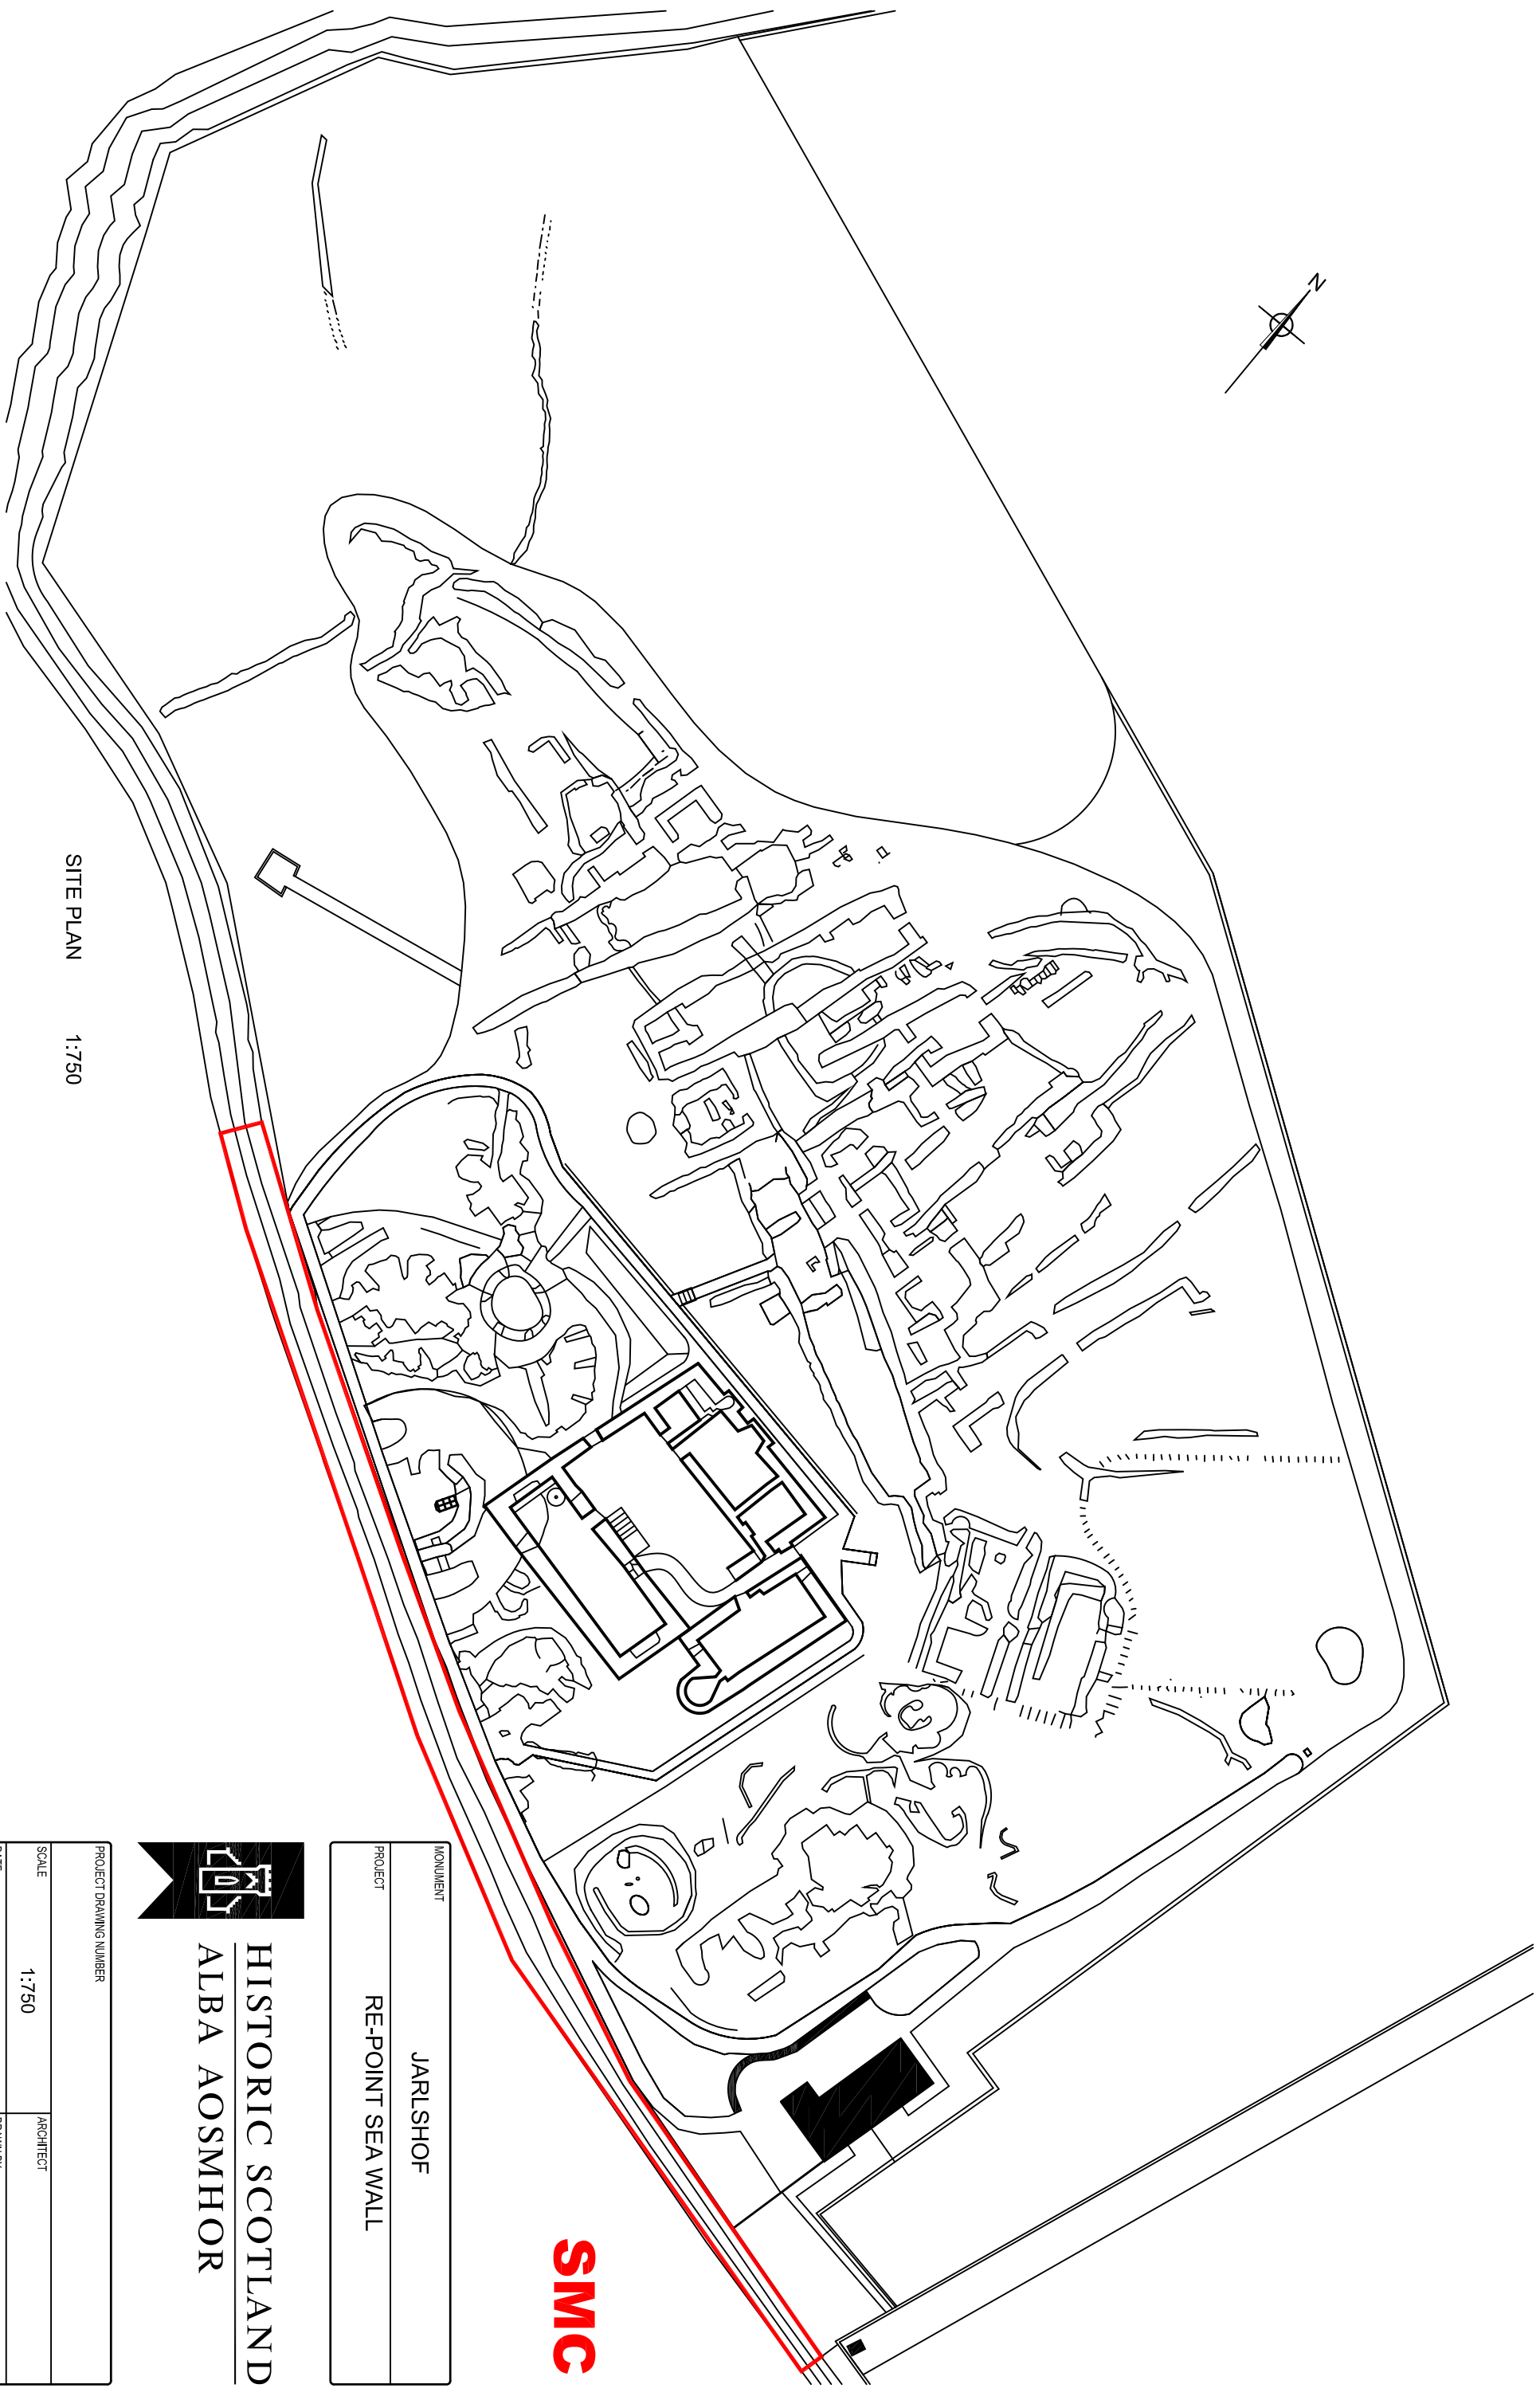 N
SITE PLAN 1:750
SMC
MONUMENT
JARLSHOF
PROJECT
RE-POINT SEA WALL
HISTORIC SCOTLAND
ALBA AOSMHOR
PROJECT DRAWING NUMBER
SCALE
1:750
ARCHITECT